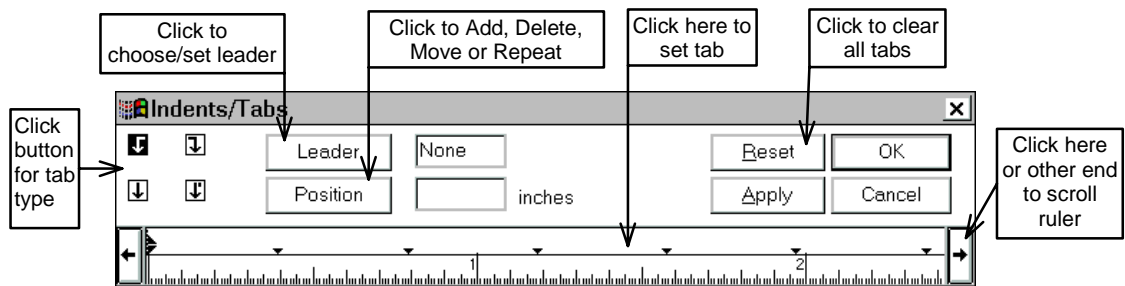 Click to
choose/set leader
Click to Add, Delete,
Move or Repeat
Click here to
set tab
Click to clear
all tabs
Click
button
for tab
type
Indents/Tabs
Leader
None
Reset
OK
Position
inches
Apply
Cancel
Click here
or other end
to scroll
ruler
1
2